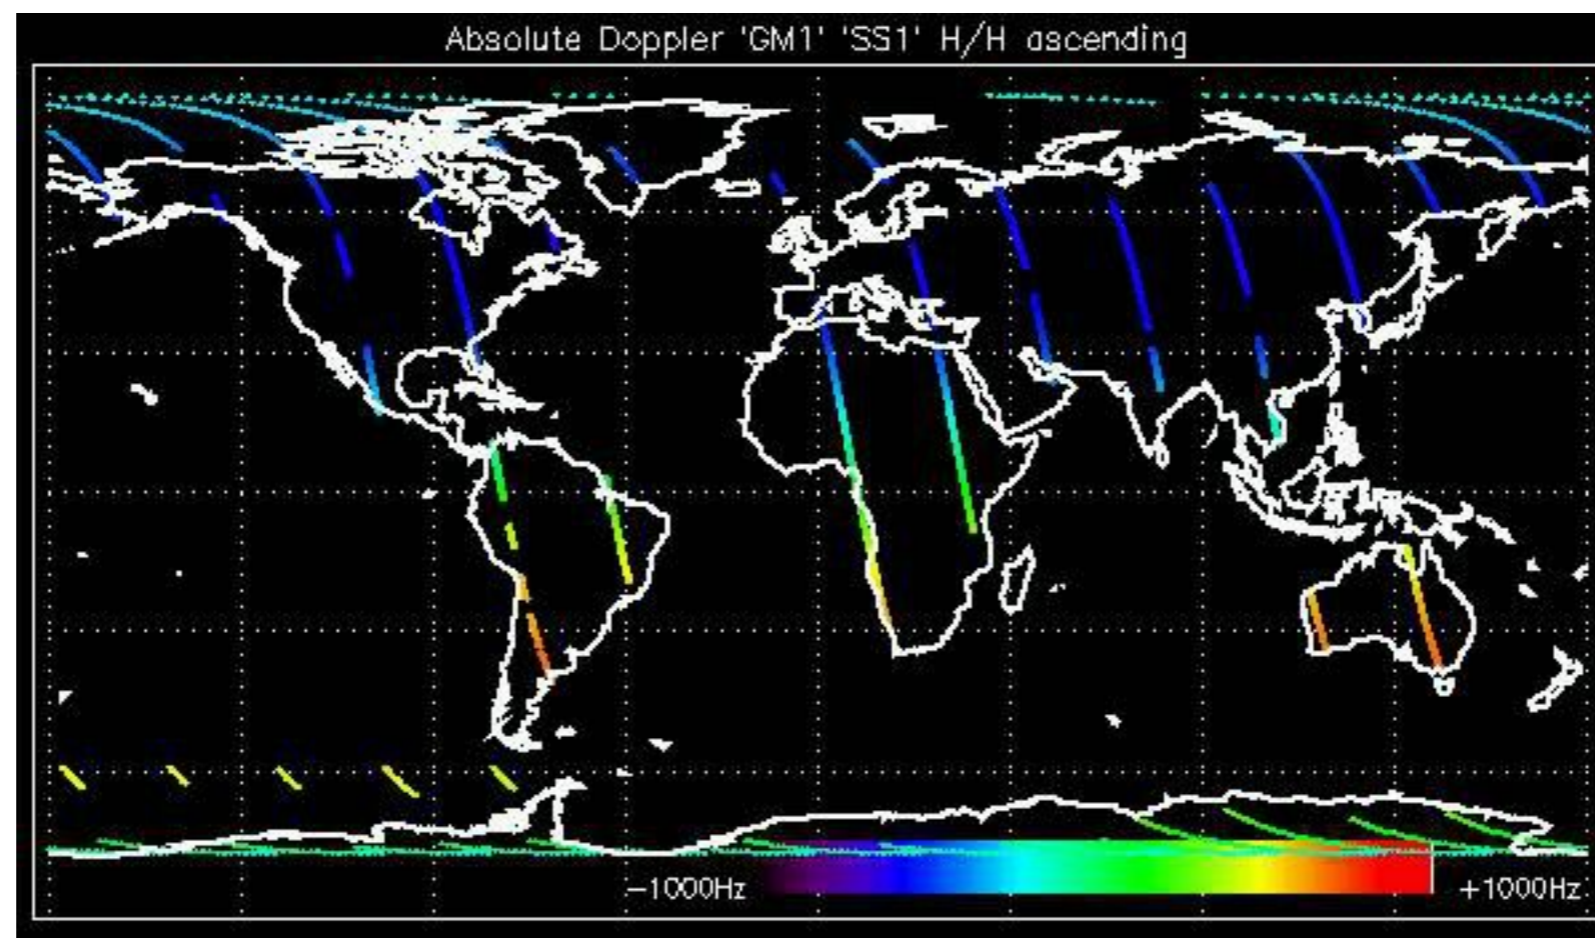 Absolute Doppler 'GM1' 'SS1' H/H ascending
−1000Hz
+1000Hz